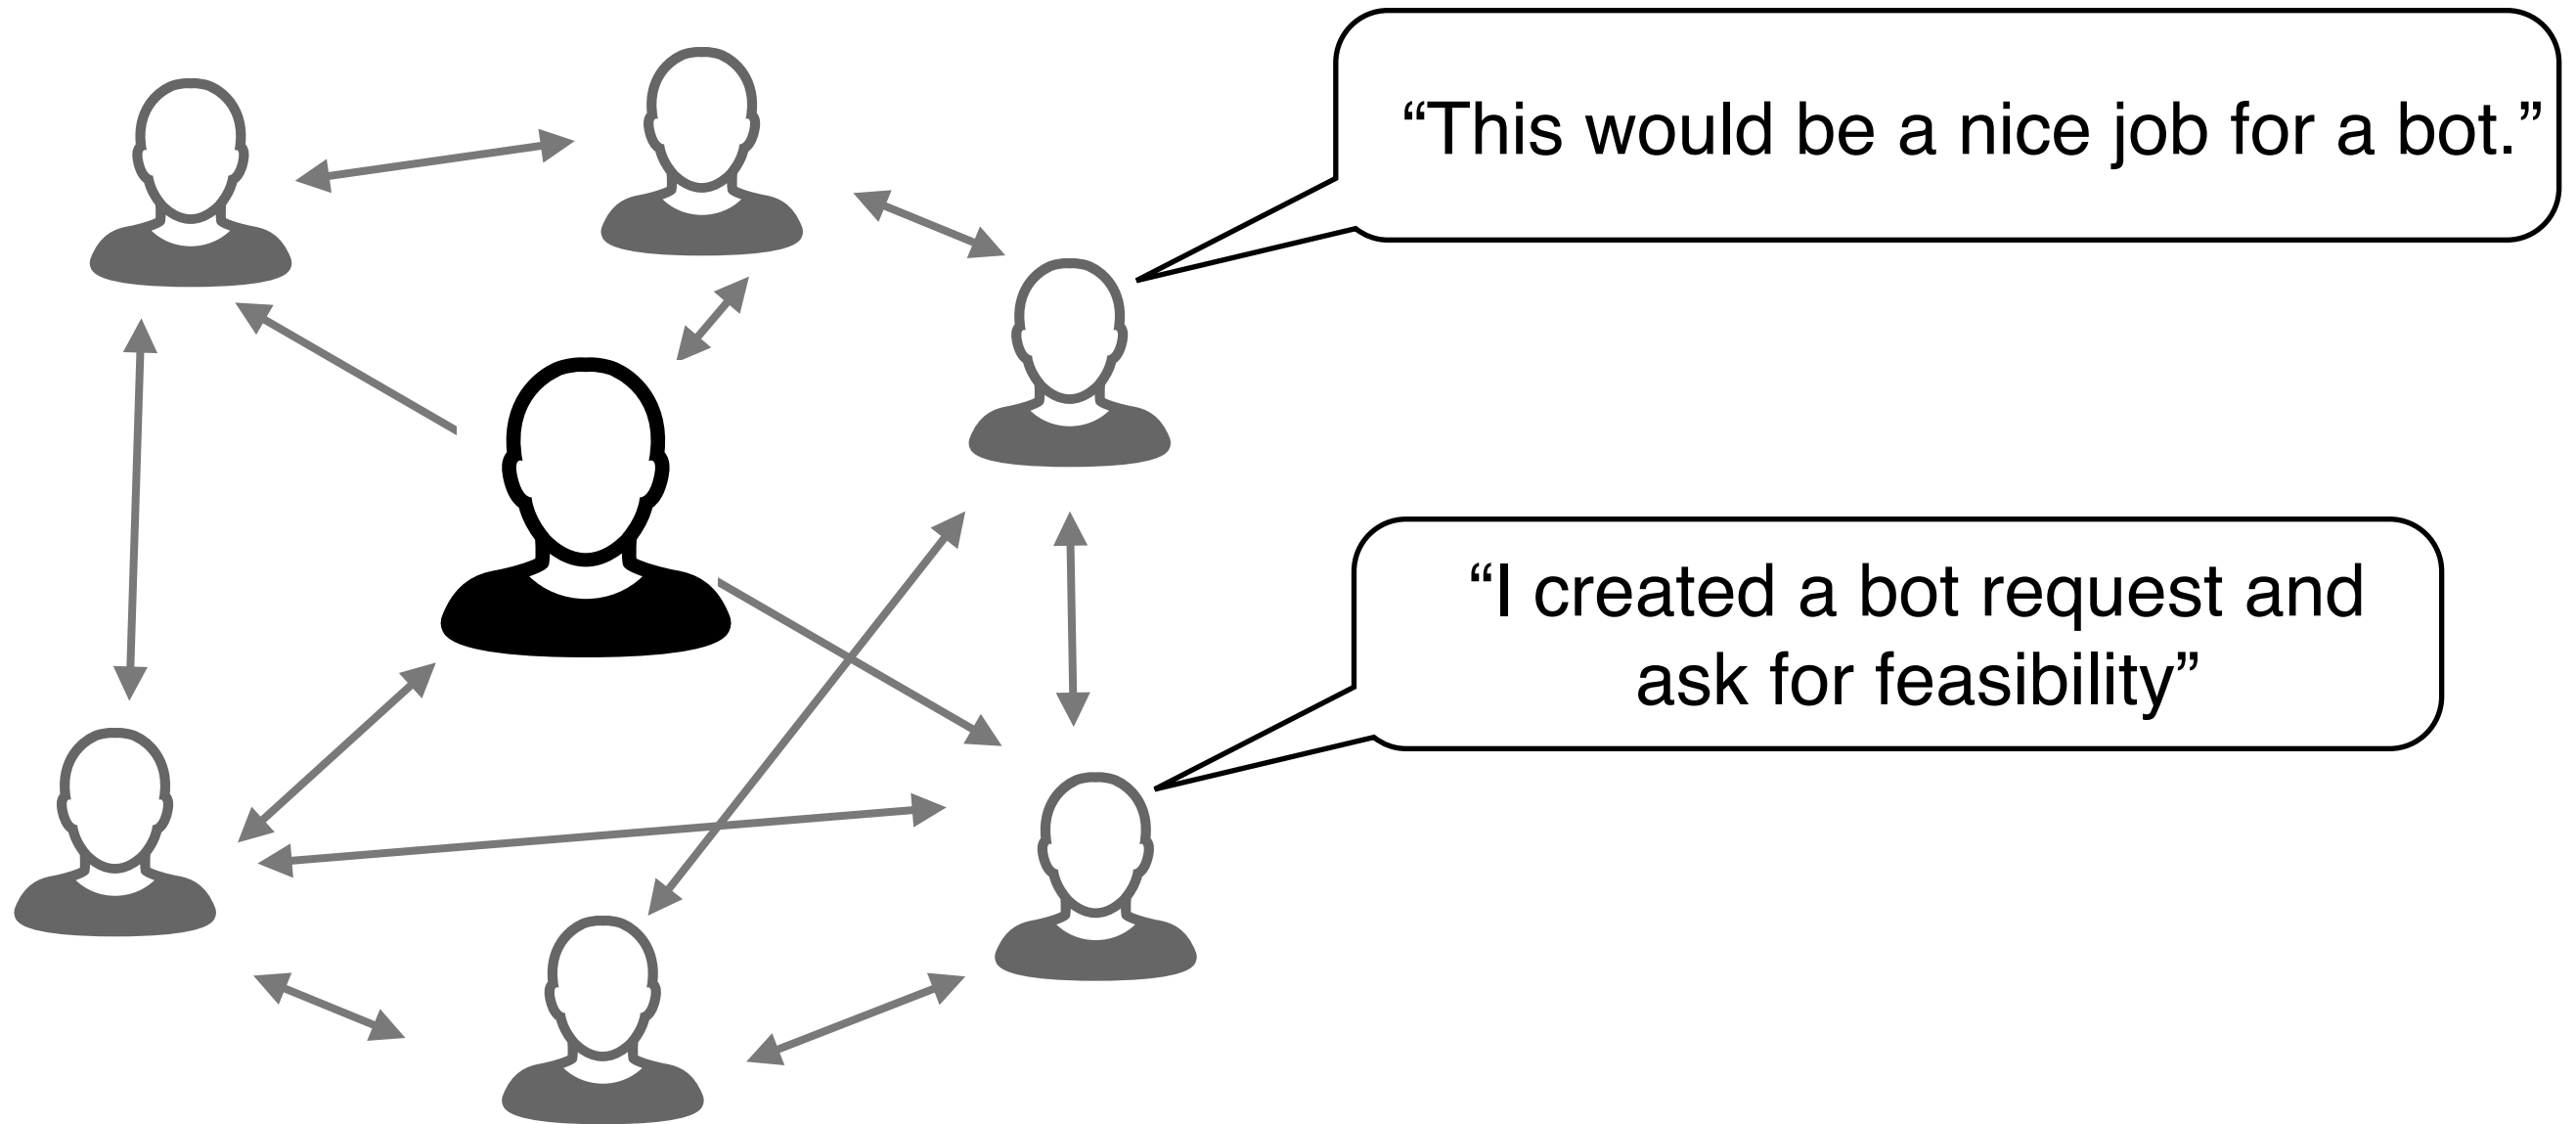 “This would be a nice job for a bot.”
“I created a bot request and
ask for feasibility”